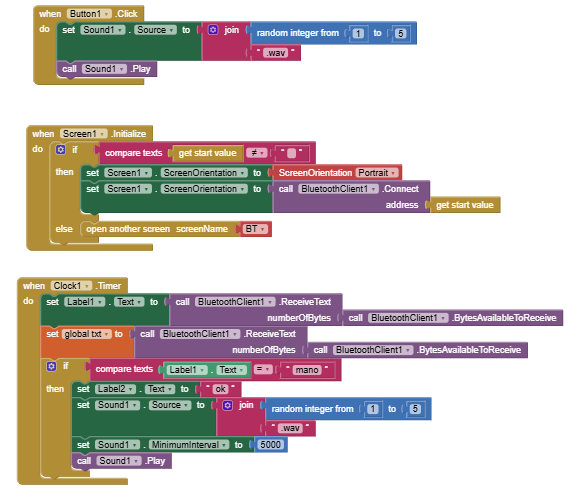 when Button1 .Click
do set Sound1 . Source to join random integer from 1 to 5
" .wav "
call Sound1 .Play
when Screen1 .Initialize
do if compare texts get start value ≠ " "
then set Screen1 . ScreenOrientation to ScreenOrientation Portrait
set Screen1 . ScreenOrientation to call BluetoothClient1 .Connect
address get start value
else open another screen screenName BT
when Clock1 .Timer
do set Label1 . Text to call BluetoothClient1 .ReceiveText
numberOfBytes call BluetoothClient1 .BytesAvailableToReceive
set global txt to call BluetoothClient1 .ReceiveText
numberOfBytes call BluetoothClient1 .BytesAvailableToReceive
if compare texts Label1 . Text = " mano "
then set Label2 . Text to " ok "
set Sound1 . Source to join random integer from 1 to 5
" .wav "
set Sound1 . MinimumInterval to 5000
call Sound1 .Play